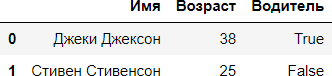 Имя Возраст Водитель
0 Джеки Джексон 38 True
1 Стивен Стивенсон 25 False